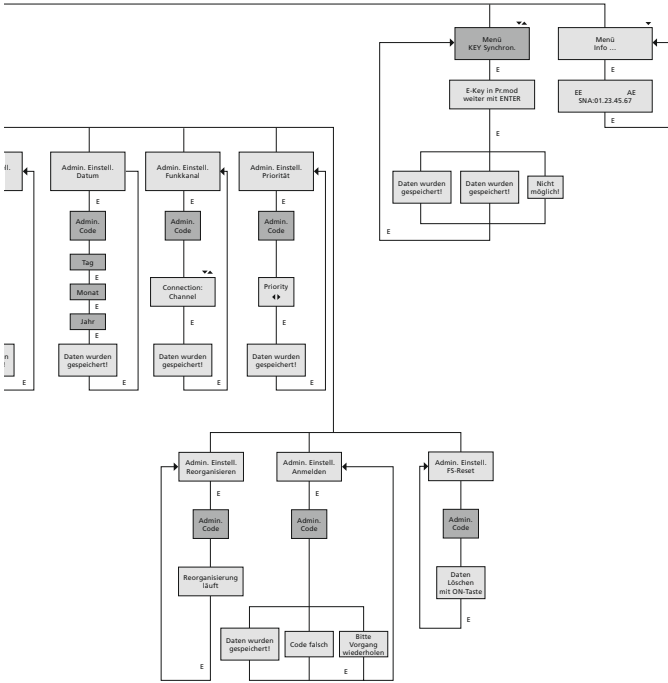 Menü
KEY Synchron.
E
E-Key in Pr.mod
weiter mit ENTER
E
Daten wurden
gespeichert!
Daten wurden
gespeichert!
Nicht
möglich!
E
Menü
Info ...
E
EE AE
SNA:01.23.45.67
E
ll.
n
!
E
Admin. Einstell.
Datum
E
Admin.
Code
Tag
E
Monat
E
Jahr
E
Daten wurden
gespeichert!
E
Admin. Einstell.
Funkkanal
E
Admin.
Code
Connection:
Channel
E
Daten wurden
gespeichert!
E
Admin. Einstell.
Priorität
E
Admin.
Code
Priority
E
Daten wurden
gespeichert!
E
Admin. Einstell.
Reorganisieren
E
Admin.
Code
Reorganisierung
läuft
E
Admin. Einstell.
Anmelden
E
Admin.
Code
Daten wurden
gespeichert!
Code falsch
Bitte
Vorgang
wiederholen
E
Admin. Einstell.
FS-Reset
E
Admin.
Code
Daten
Löschen
mit ON-Taste
E